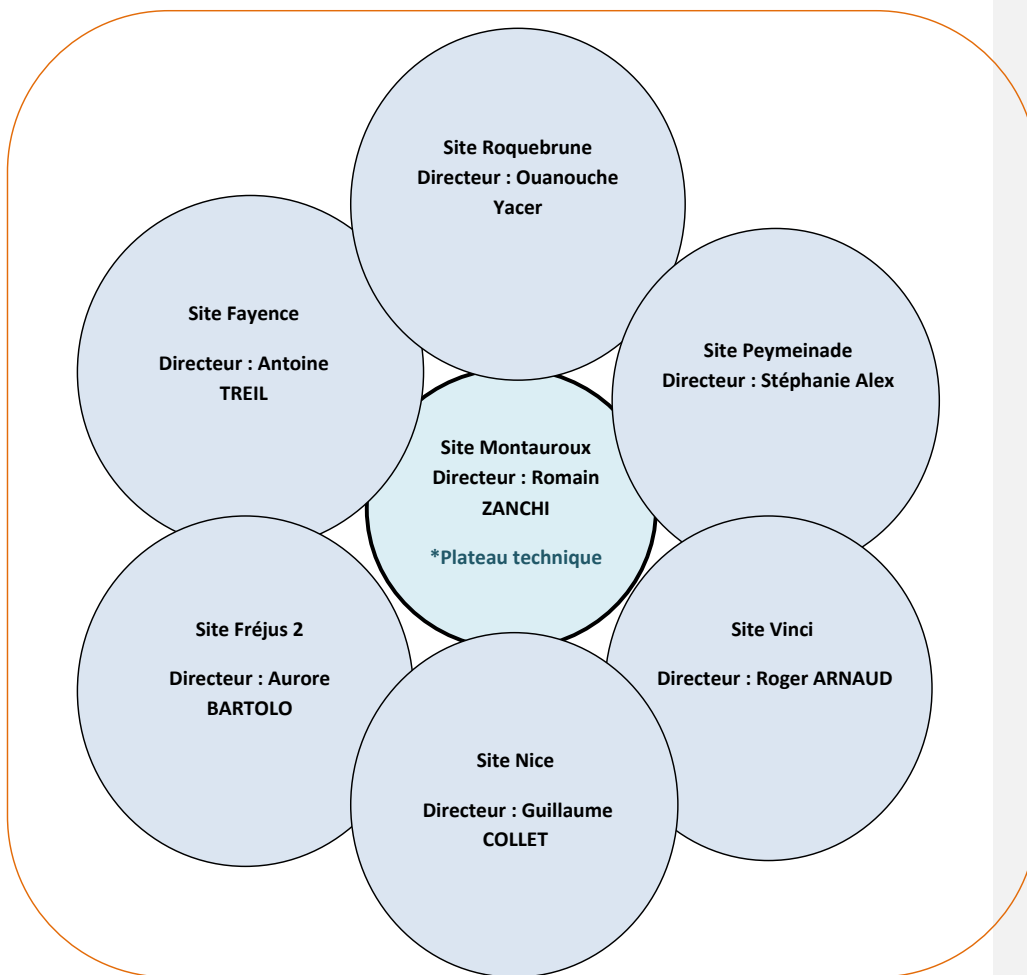 Site Roquebrune
Directeur : Ouanouche
Yacer
Site Fayence
Directeur : Antoine
TREIL
Site Peymeinade
Directeur : Stéphanie Alex
Site Montauroux
Directeur : Romain
ZANCHI
*Plateau technique
Site Fréjus 2
Directeur : Aurore
BARTOLO
Site Vinci
Directeur : Roger ARNAUD
Site Nice
Directeur : Guillaume
COLLET